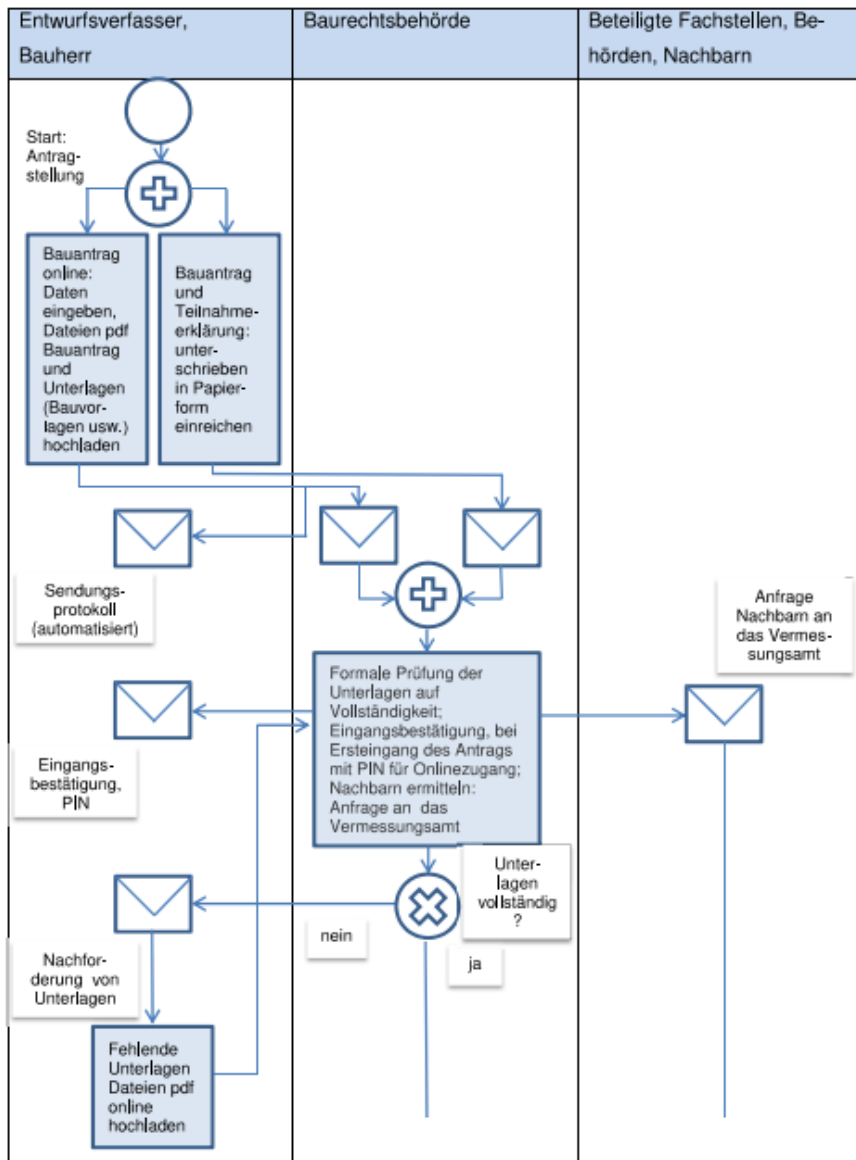 Entwurfsverfasser,
Bauherr
Baurechtsbehörde
Beteiligte Fachstellen, Be-
hörden, Nachbarn
Start:
Antrag-
stellung
Bauantrag
online:
Daten
eingeben,
Dateien pdf
Bauantrag
und
Unterlagen
(Bauvor-
lagen usw.)
hochladen
Bauantrag
und
Teilnahme-
erklärung:
unter-
schrieben
in Papier-
form
einreichen
Sendungs-
protokoll
(automatisiert)
Anfrage
Nachbarn an
das Vermes-
sungsamt
Formale Prüfung der
Unterlagen auf
Vollständigkeit;
Eingangsbestätigung, bei
Ersteingang des Antrags
mit PIN für Onlinezugang;
Nachbarn ermitteln:
Anfrage an das
Vermessungsamt
Eingangs-
bestätigung,
PIN
Unter-
lagen
vollständig
?
nein
ja
Nachfor-
derung von
Unterlagen
Fehlende
Unterlagen
Dateien pdf
online
hochladen